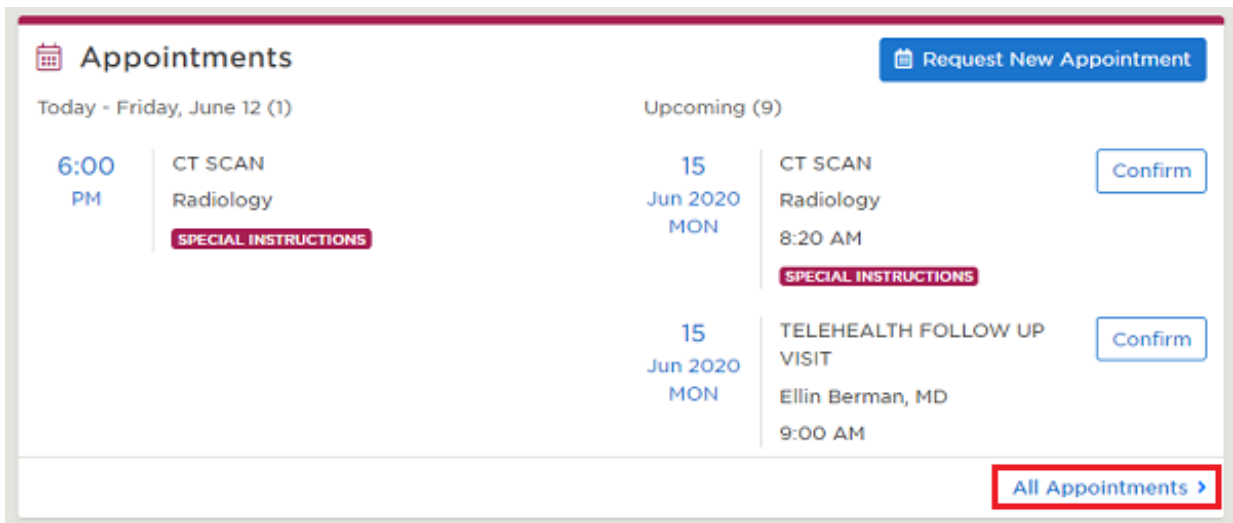 Appointments
Request New Appointment
Today - Friday, June 12 (1)
Upcoming (9)
6:00
PM
CT SCAN
Radiology
SPECIAL INSTRUCTIONS
15
Jun 2020
MON
CT SCAN
Radiology
8:20 AM
SPECIAL INSTRUCTIONS
Confirm
15
Jun 2020
MON
TELEHEALTH FOLLOW UP
VISIT
Ellin Berman, MD
9:00 AM
Confirm
All Appointments >